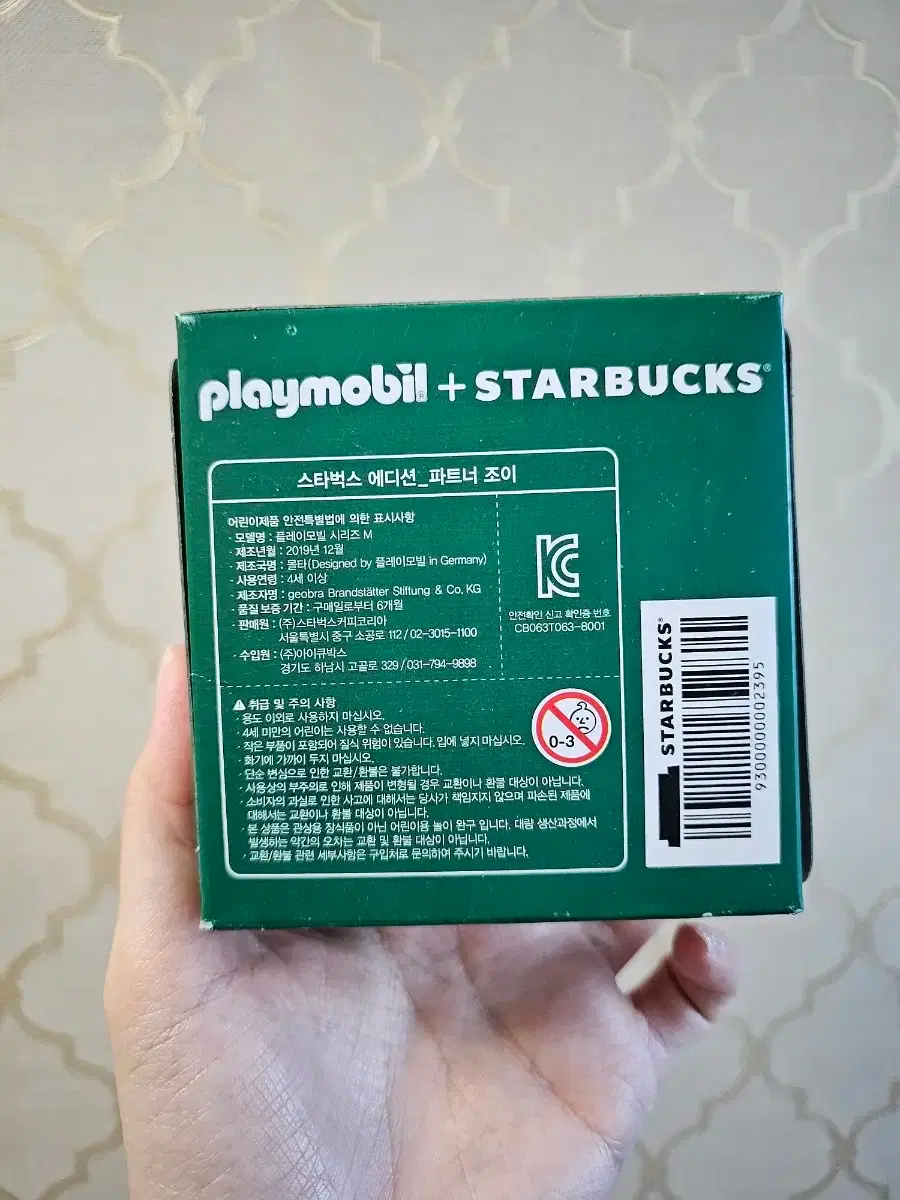 playmobil® + STARBUCKS®
스타벅스 에디션_파트너 조이
어린이제품 안전특별법에 의한 표시사항
· 모델명 : 플레이모빌 시리즈 M
· 제조년월 : 2019년 12월
· 제조국명 : 몰타(Designed by 플레이모빌 in Germany)
· 사용연령 : 4세 이상
· 제조자명 : geobra Brandstätter Stiftung & Co. KG
· 품질 보증 기간 : 구매일로부터 6개월
· 판매원 : (주)스타벅스커피코리아
서울특별시 중구 소공로 112 / 02-3015-1100
· 수입원 : (주)아이큐박스
경기도 하남시 고골로 329 / 031-794-9898
안전확인 신고 확인증 번호
CB063T063-8001
⚠ 취급 및 주의 사항
· 용도 이외로 사용하지 마십시오.
· 4세 미만의 어린이는 사용할 수 없습니다.
· 작은 부품이 포함되어 질식 위험이 있습니다. 입에 넣지 마십시오.
· 화기에 가까이 두지 마십시오.
· 단순 변심으로 인한 교환/환불은 불가합니다.
· 사용상의 부주의로 인해 제품이 변형될 경우 교환이나 환불 대상이 아닙니다.
· 소비자의 과실로 인한 사고에 대해서는 당사가 책임지지 않으며 파손된 제품에
대해서는 교환이나 환불 대상이 아닙니다.
· 본 상품은 관상용 장식품이 아닌 어린이용 놀이 완구 입니다. 대량 생산과정에서
발생하는 약간의 오차는 교환 및 환불 대상이 아닙니다.
· 교환/환불 관련 세부사항은 구입처로 문의하여 주시기 바랍니다.
0-3
STARBUCKS®
9300000002395